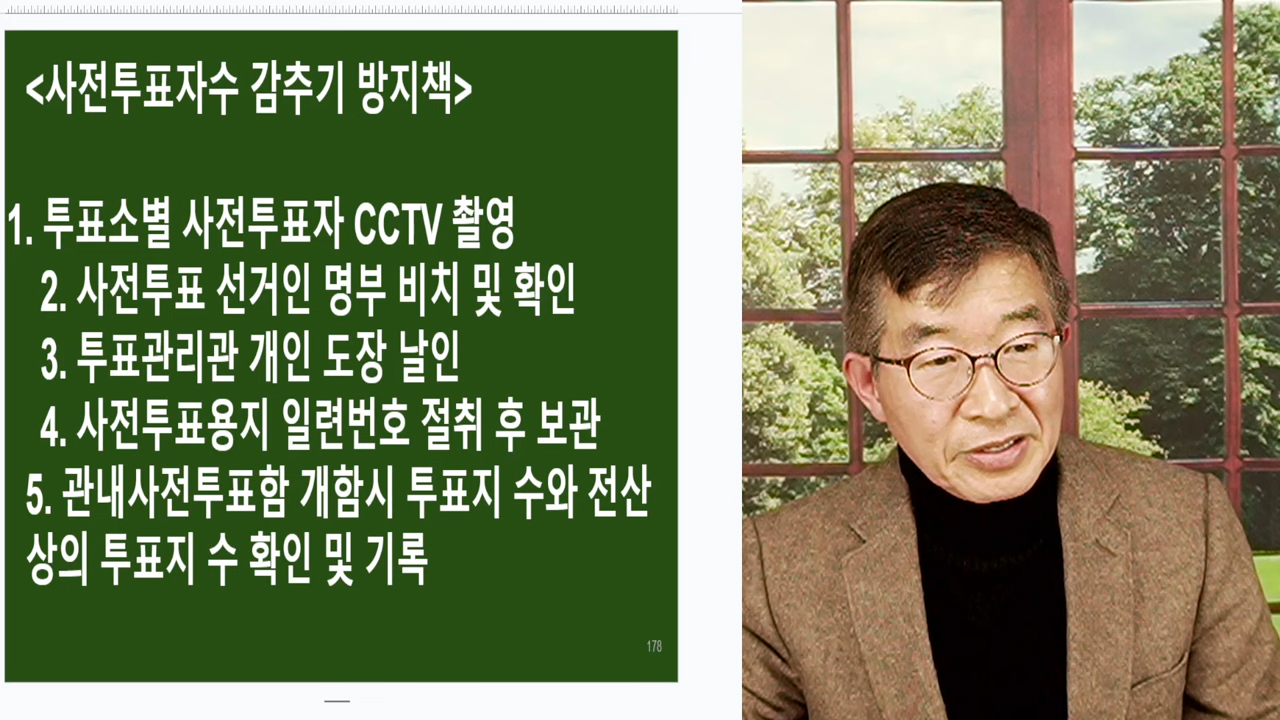 <사전투표자수 감추기 방지책>
1. 투표소별 사전투표자 CCTV 촬영
2. 사전투표 선거인 명부 비치 및 확인
3. 투표관리관 개인 도장 날인
4. 사전투표용지 일련번호 절취 후 보관
5. 관내사전투표함 개함시 투표지 수와 전산
상의 투표지 수 확인 및 기록
178